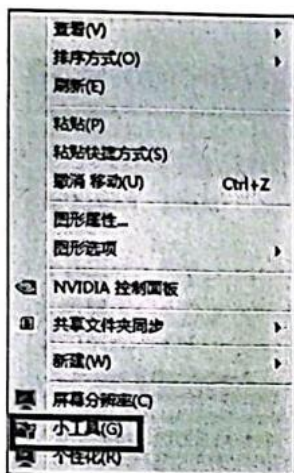 查看(V)
排序方式(O)
刷新(E)
粘贴(P)
粘贴快捷方式(S)
撤消 移动(U) Ctrl+Z
图形属性...
图形选项
NVIDIA 控制面板
共享文件夹同步
新建(W)
屏幕分辨率(C)
小工具(G)
个性化(R)